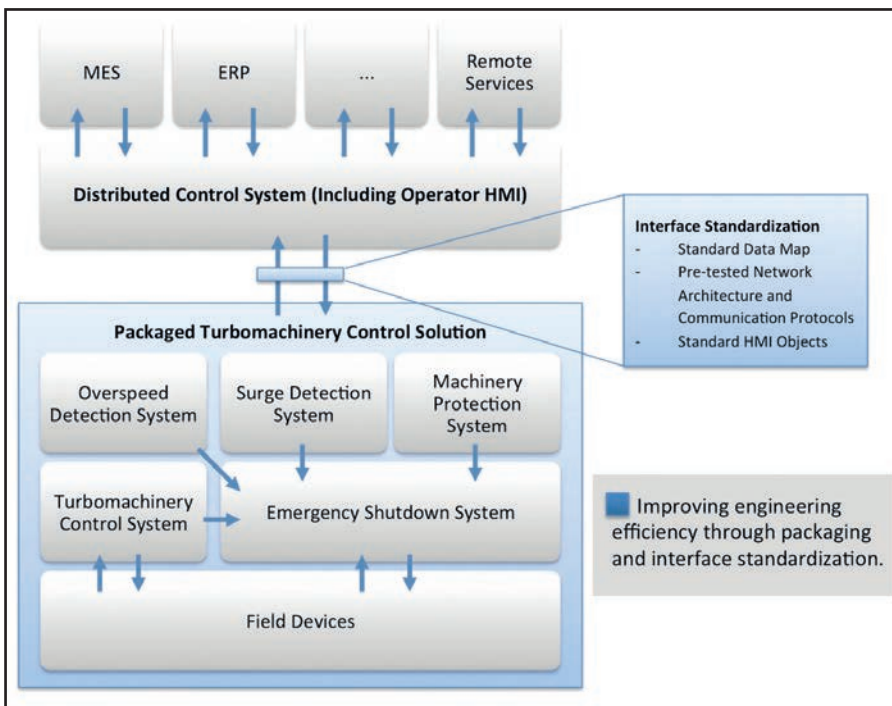 MES
ERP
...
Remote
Services
Distributed Control System (Including Operator HMI)
Interface Standardization
- Standard Data Map
- Pre-tested Network
Architecture and
Communication Protocols
- Standard HMI Objects
Packaged Turbomachinery Control Solution
Overspeed
Detection System
Surge Detection
System
Machinery
Protection
System
Turbomachinery
Control System
Emergency Shutdown System
Field Devices
Improving engineering
efficiency through packaging
and interface standardization.